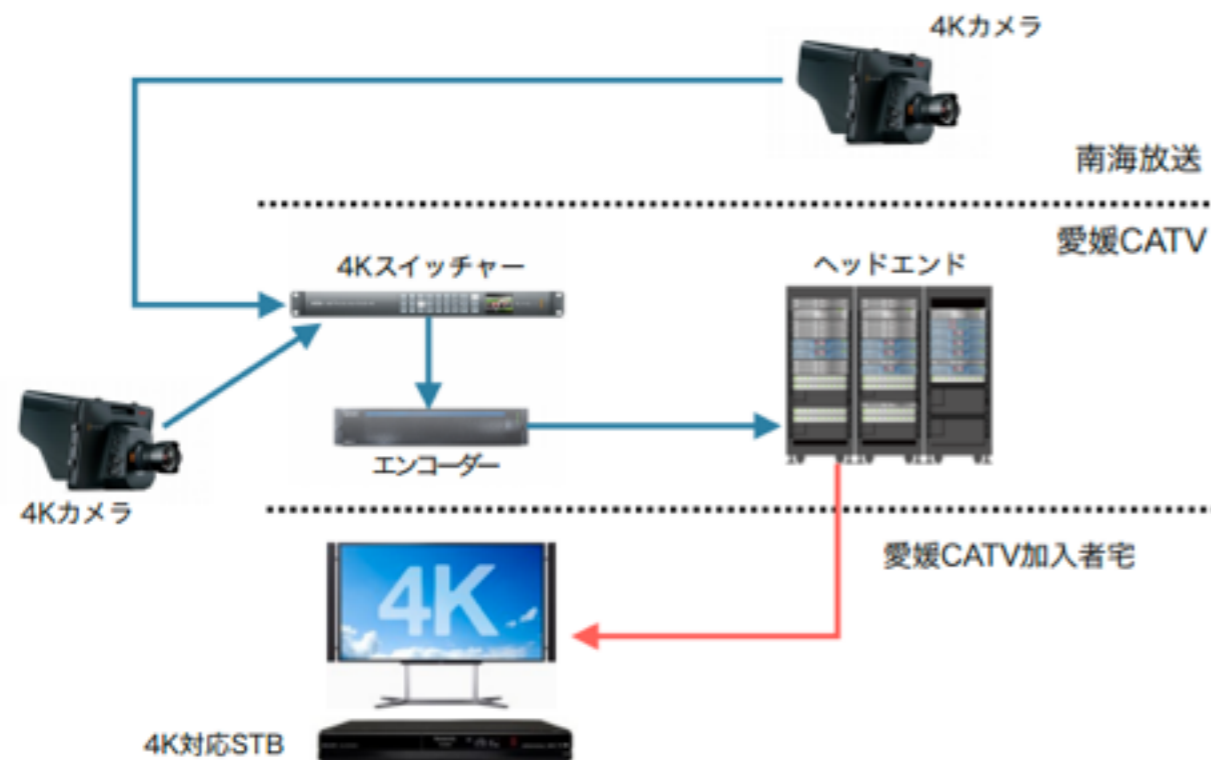 4Kカメラ
南海放送
愛媛CATV
4Kスイッチャー
ヘッドエンド
エンコーダー
4Kカメラ
愛媛CATV加入者宅
4K
4K対応STB